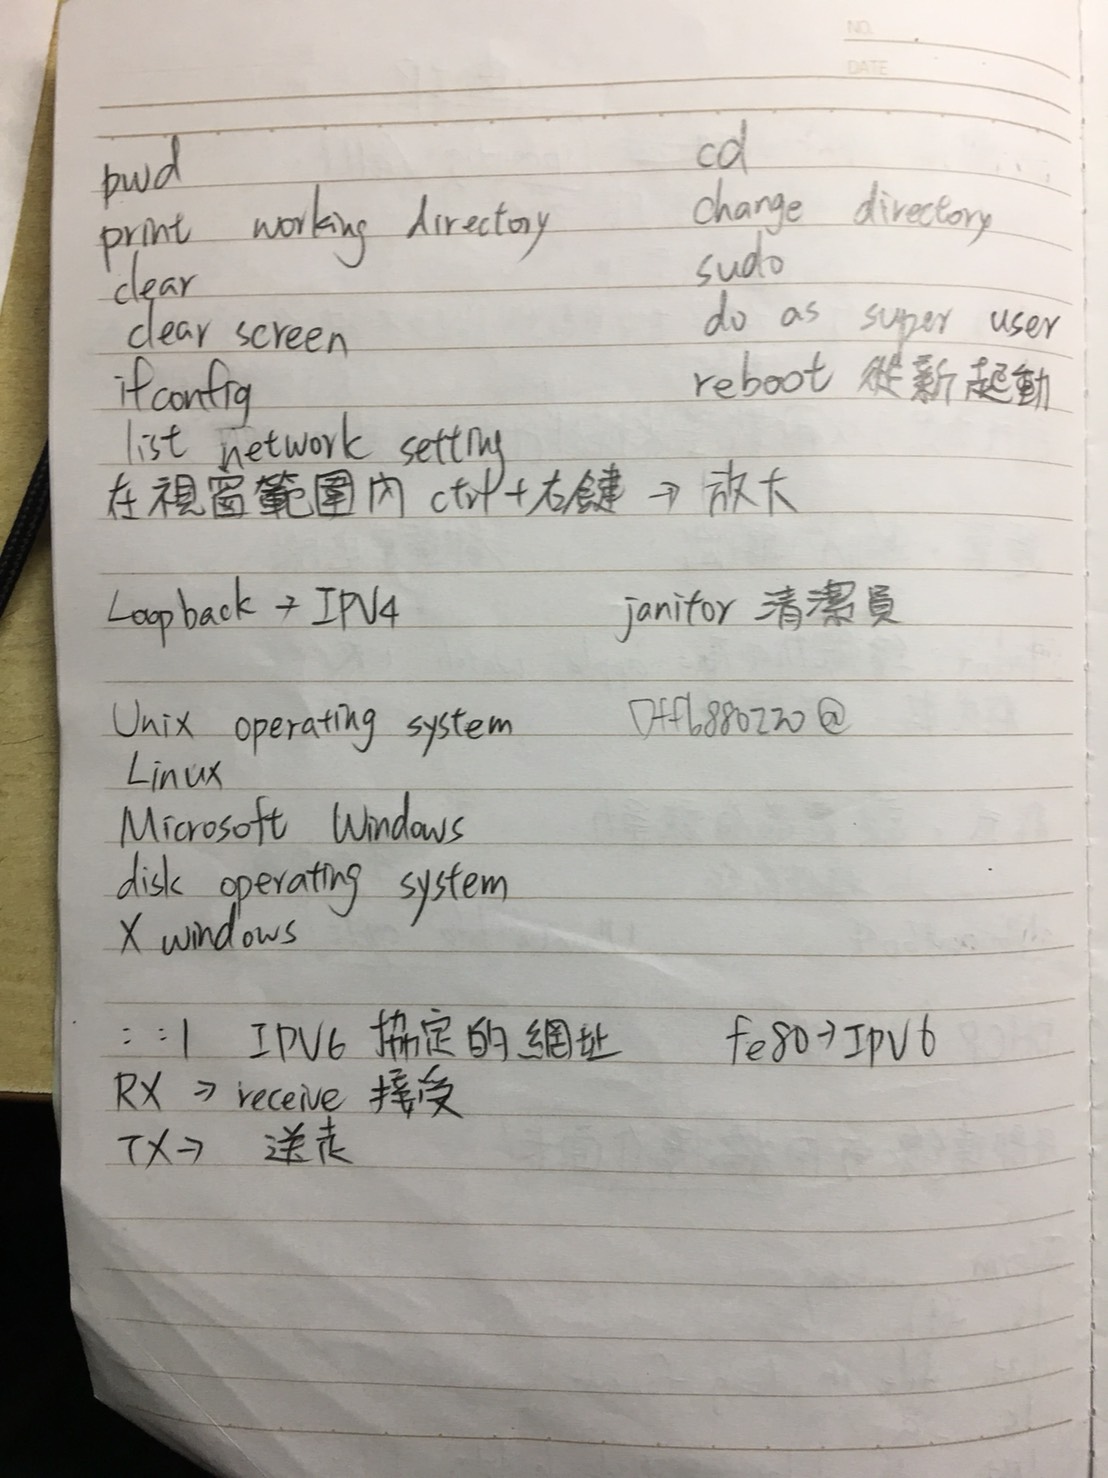 NO.
DATE
pwd
cd
print working directory
change directory
clear
sudo
clear screen
do as super user
ifconfig
reboot 從新起動
list network setting
在視窗範圍內 ctrl+右鍵 → 放大
Loopback → IPV4
janitor 清潔員
Unix operating system
Linux
Microsoft Windows
disk operating system
X windows
: : :1 IPV6 協定的網址
fe80→IPV6
RX → receive 接受
TX→ 送走